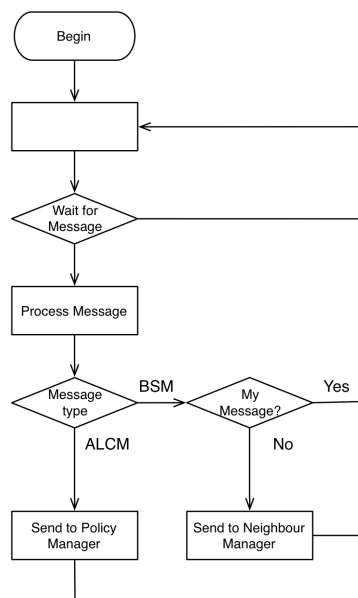 Begin
Wait for
Message
Process Message
Message
type
BSM
My
Message?
Yes
ALCM
No
Send to Policy
Manager
Send to Neighbour
Manager